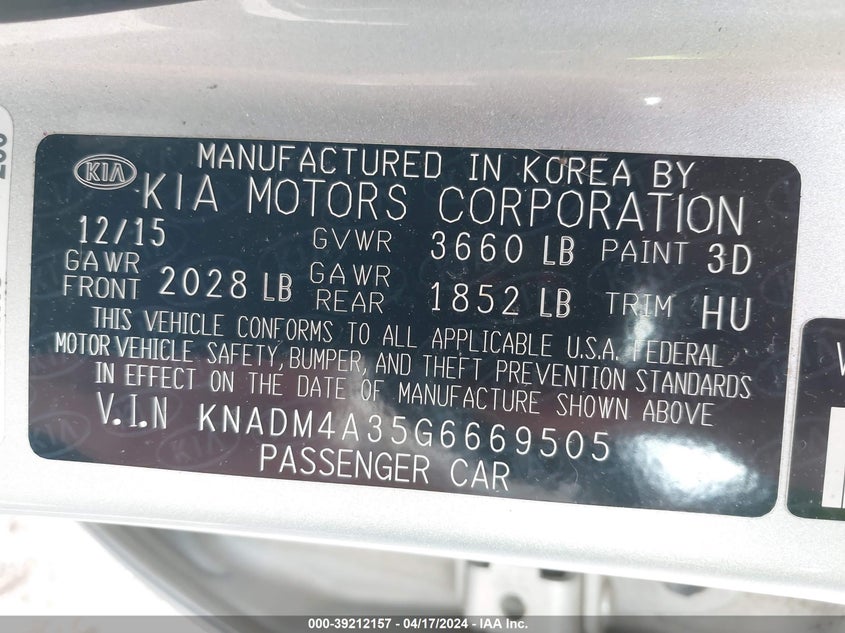 MANUFACTURED IN KOREA BY
KIA KIA MOTORS CORPORATION
12/15 GVWR 3660 LB PAINT 3D
GAWR FRONT 2028 LB GAWR REAR 1852 LB TRIM HU
THIS VEHICLE CONFORMS TO ALL APPLICABLE U.S.A. FEDERAL
MOTOR VEHICLE SAFETY, BUMPER, AND THEFT PREVENTION STANDARDS
IN EFFECT ON THE DATE OF MANUFACTURE SHOWN ABOVE
V.I.N KNADM4A35G6669505
PASSENGER CAR
000-39212157 - 04/17/2024 - IAA Inc.